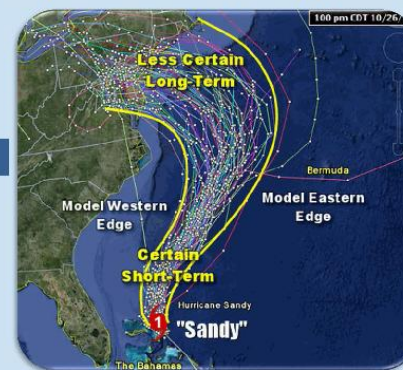 100 pm CDT 10/26/
Less Certain
Long-Term
Bermuda
Model Western
Edge
Model Eastern
Edge
Certain
Short-Term
Hurricane Sandy
1
"Sandy"
The Bahamas